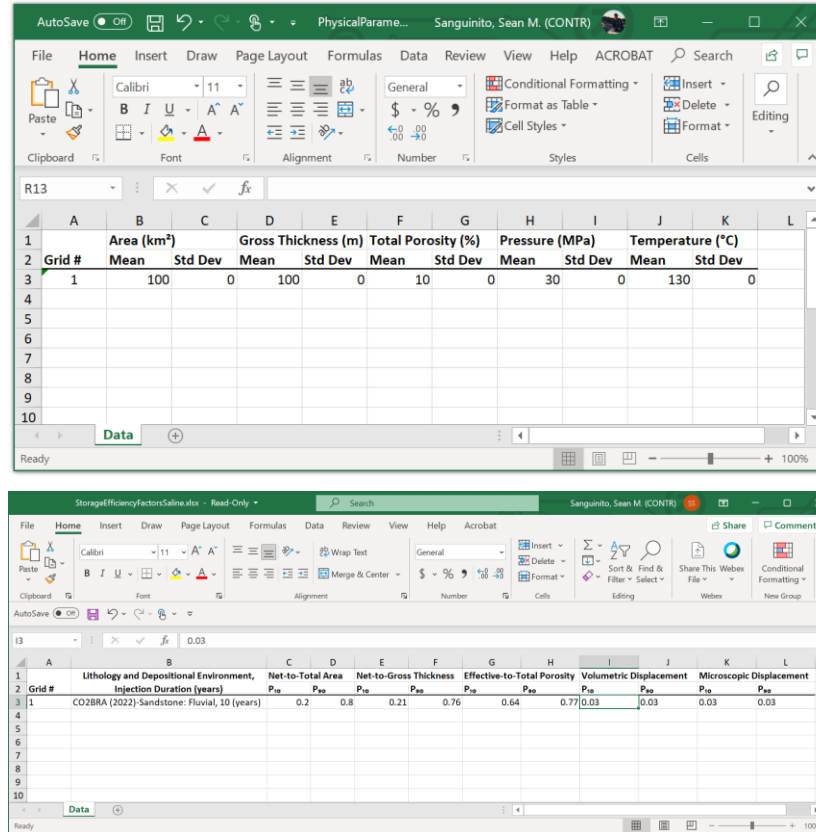 AutoSave Off PhysicalParame... Sanguinito, Sean M. (CONTR)
File Home Insert Draw Page Layout Formulas Data Review View Help ACROBAT Search
Calibri 11 General Conditional Formatting Insert
Paste B I U A A $ % Format as Table Delete Editing
Cell Styles Format
Clipboard Font Alignment Number Styles Cells
R13 fx
A B C D E F G H I J K L
1 Area (km²) Gross Thickness (m) Total Porosity (%) Pressure (MPa) Temperature (°C)
2 Grid # Mean Std Dev Mean Std Dev Mean Std Dev Mean Std Dev Mean Std Dev
3 1 100 0 100 0 10 0 30 0 130 0
4
5
6
7
8
9
10
Data
Ready 100%
StorageEfficiencyFactorsSaline.xlsx - Read-Only Search Sanguinito, Sean M. (CONTR) SS
File Home Insert Draw Page Layout Formulas Data Review View Help Acrobat Share Comment
Calibri 11 A A Wrap Text General Insert
Paste B I U A Merge & Center $ % Delete Format Sort & Filter Find & Select Share This File Webex Conditional Formatting
Clipboard Font Alignment Number Cells Editing Webex New Group
AutoSave Off
I3 fx 0.03
A B C D E F G H I J K L
1 Lithology and Depositional Environment, Net-to-Total Area Net-to-Gross Thickness Effective-to-Total Porosity Volumetric Displacement Microscopic Displacement
2 Grid # Injection Duration (years) P₁₀ P₉₀ P₁₀ P₉₀ P₁₀ P₉₀ P₁₀ P₉₀ P₁₀ P₉₀
3 1 CO2BRA (2022)-Sandstone: Fluvial, 10 (years) 0.2 0.8 0.21 0.76 0.64 0.77 0.03 0.03 0.03 0.03
4
5
6
7
8
9
10
Data
Ready 100